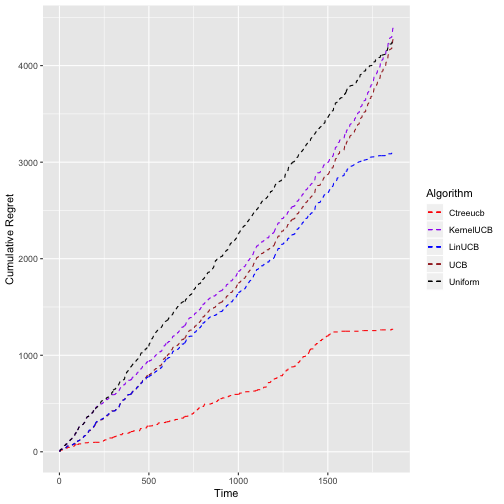 4000
3000
2000
1000
0
Cumulative Regret
0
500
1000
1500
Time
Algorithm
Ctreeucb
KernelUCB
LinUCB
UCB
Uniform